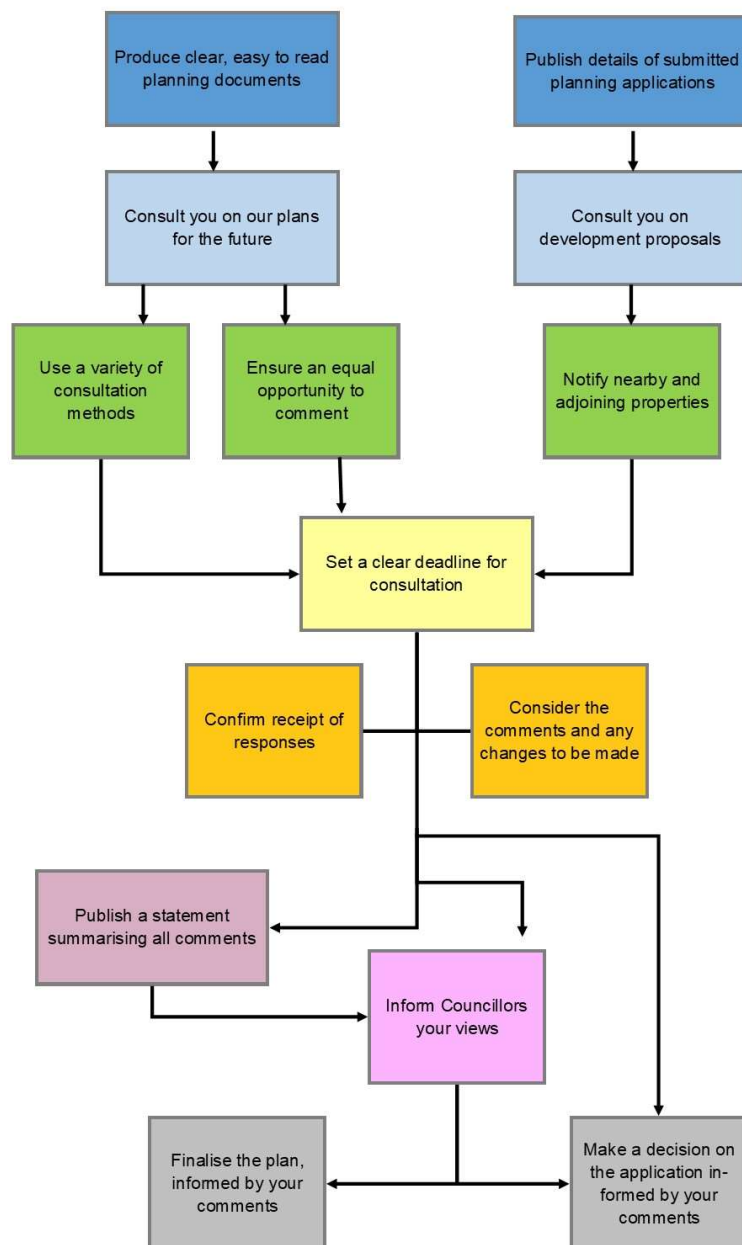 Produce clear, easy to read
planning documents
Publish details of submitted
planning applications
Consult you on our plans
for the future
Consult you on
development proposals
Use a variety of
consultation
methods
Ensure an equal
opportunity to
comment
Notify nearby and
adjoining properties
Set a clear deadline for
consultation
Confirm receipt of
responses
Consider the
comments and any
changes to be made
Publish a statement
summarising all comments
Inform Councillors
your views
Finalise the plan,
informed by your
comments
Make a decision on
the application in-
formed by your
comments